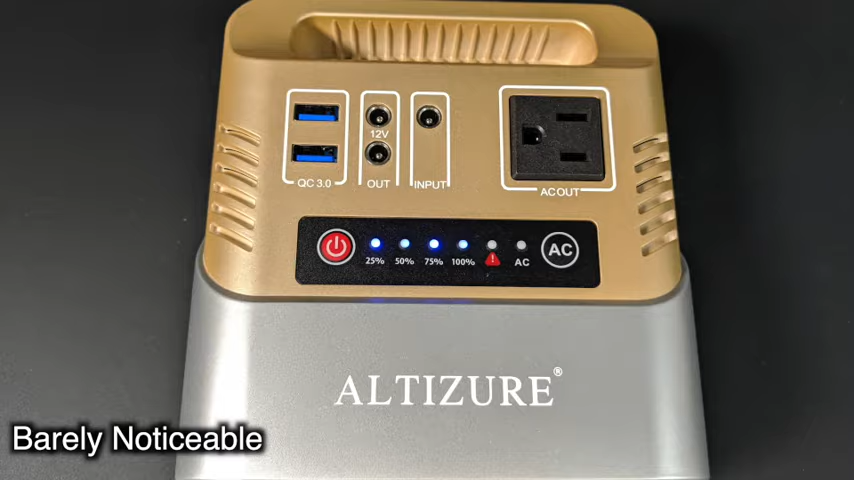 12V
QC 3.0
OUT
INPUT
AC OUT
25%
50%
75%
100%
!
AC
AC
ALTIZURE®
Barely Noticeable